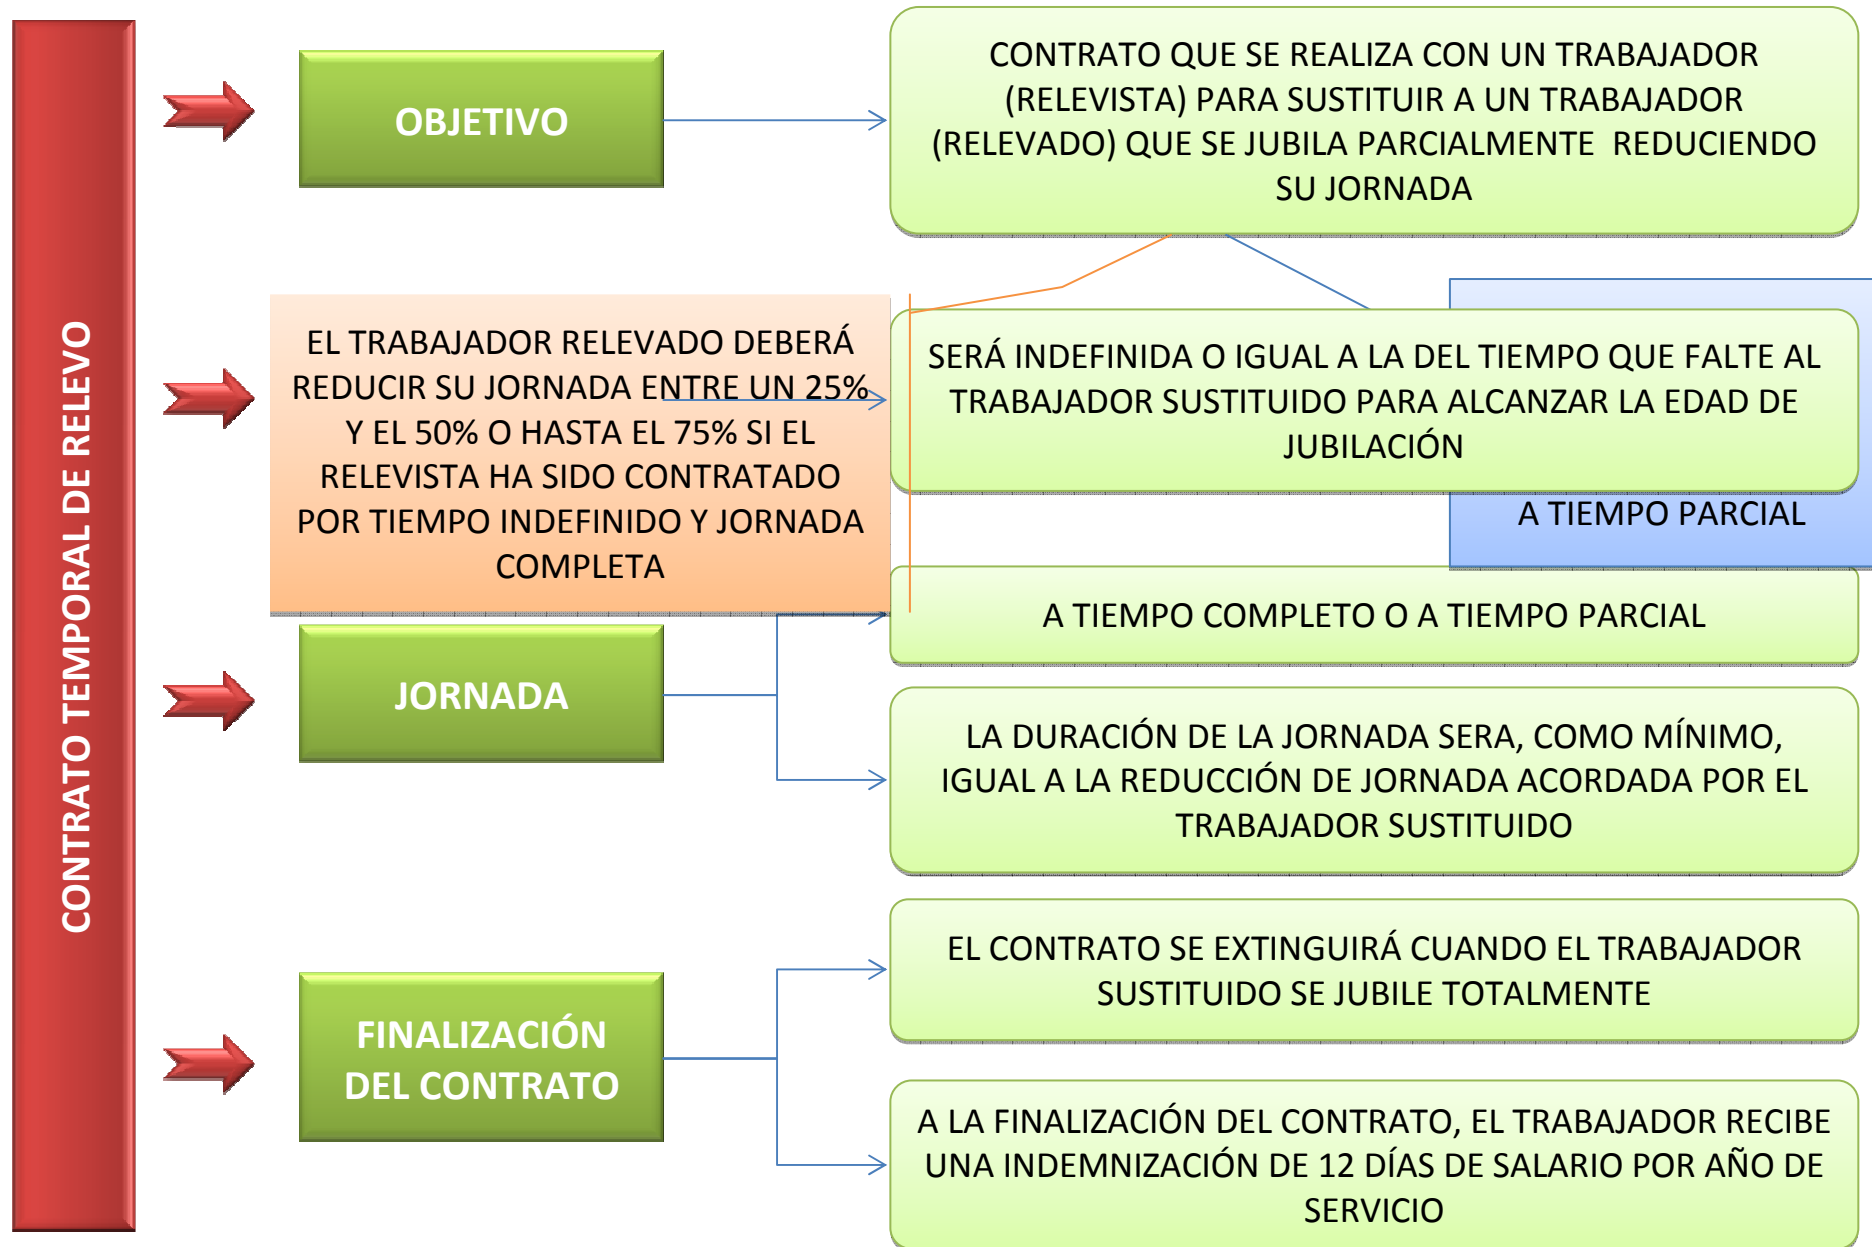 CONTRATO TEMPORAL DE RELEVO
OBJETIVO
CONTRATO QUE SE REALIZA CON UN TRABAJADOR
(RELEVISTA) PARA SUSTITUIR A UN TRABAJADOR
(RELEVADO) QUE SE JUBILA PARCIALMENTE REDUCIENDO
SU JORNADA
EL TRABAJADOR RELEVADO DEBERÁ
REDUCIR SU JORNADA ENTRE UN 25%
Y EL 50% O HASTA EL 75% SI EL
RELEVISTA HA SIDO CONTRATADO
POR TIEMPO INDEFINIDO Y JORNADA
COMPLETA
SERÁ INDEFINIDA O IGUAL A LA DEL TIEMPO QUE FALTE AL
TRABAJADOR SUSTITUIDO PARA ALCANZAR LA EDAD DE
JUBILACIÓN
A TIEMPO PARCIAL
JORNADA
A TIEMPO COMPLETO O A TIEMPO PARCIAL
LA DURACIÓN DE LA JORNADA SERA, COMO MÍNIMO,
IGUAL A LA REDUCCIÓN DE JORNADA ACORDADA POR EL
TRABAJADOR SUSTITUIDO
FINALIZACIÓN
DEL CONTRATO
EL CONTRATO SE EXTINGUIRÁ CUANDO EL TRABAJADOR
SUSTITUIDO SE JUBILE TOTALMENTE
A LA FINALIZACIÓN DEL CONTRATO, EL TRABAJADOR RECIBE
UNA INDEMNIZACIÓN DE 12 DÍAS DE SALARIO POR AÑO DE
SERVICIO